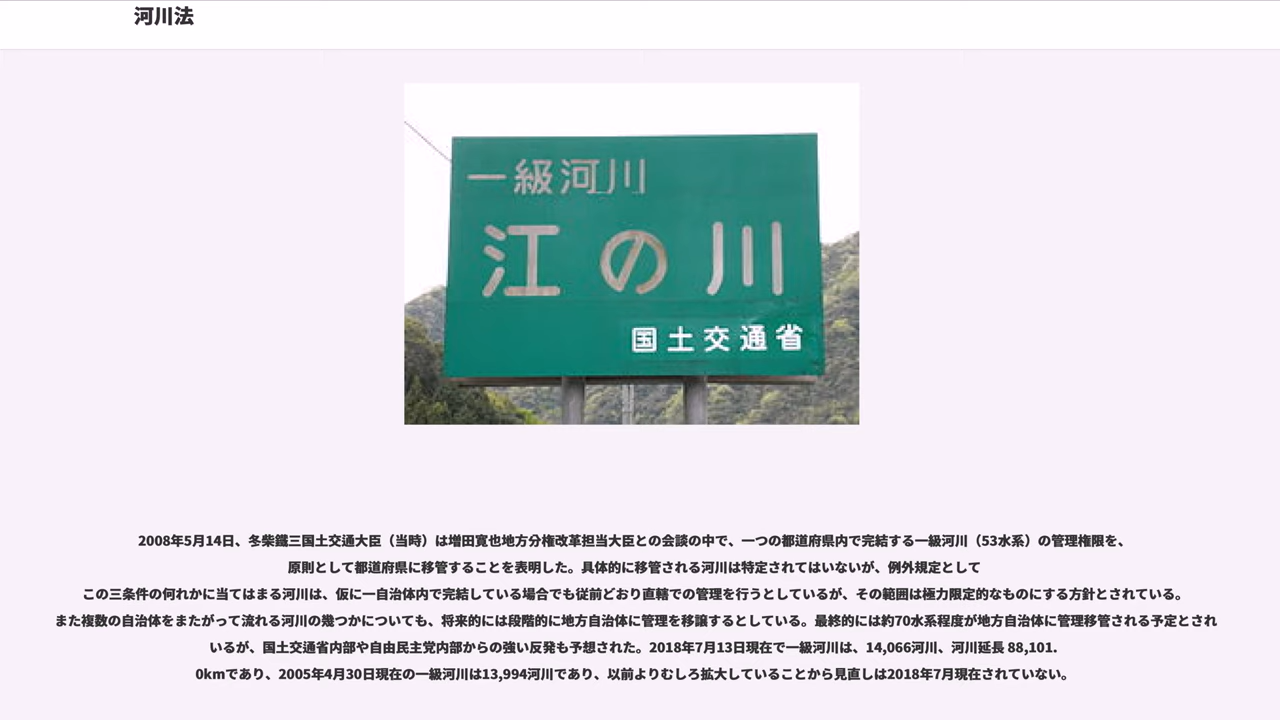 河川法
一級河川
江の川
国土交通省
2008年5月14日、冬柴鐵三国土交通大臣（当時）は増田寛也地方分権改革担当大臣との会談の中で、一つの都道府県内で完結する一級河川（53水系）の管理権限を、
原則として都道府県に移管することを表明した。具体的に移管される河川は特定されてはいないが、例外規定として
この三条件の何れかに当てはまる河川は、仮に一自治体内で完結している場合でも従前どおり直轄での管理を行うとしているが、その範囲は極力限定的なものにする方針とされている。
また複数の自治体をまたがって流れる河川の幾つかについても、将来的には段階的に地方自治体に管理を移譲するとしている。最終的には約70水系程度が地方自治体に管理移管される予定とされ
いるが、国土交通省内部や自由民主党内部からの強い反発も予想された。2018年7月13日現在で一級河川は、14,066河川、河川延長 88,101.
0kmであり、2005年4月30日現在の一級河川は13,994河川であり、以前よりむしろ拡大していることから見直しは2018年7月現在されていない。